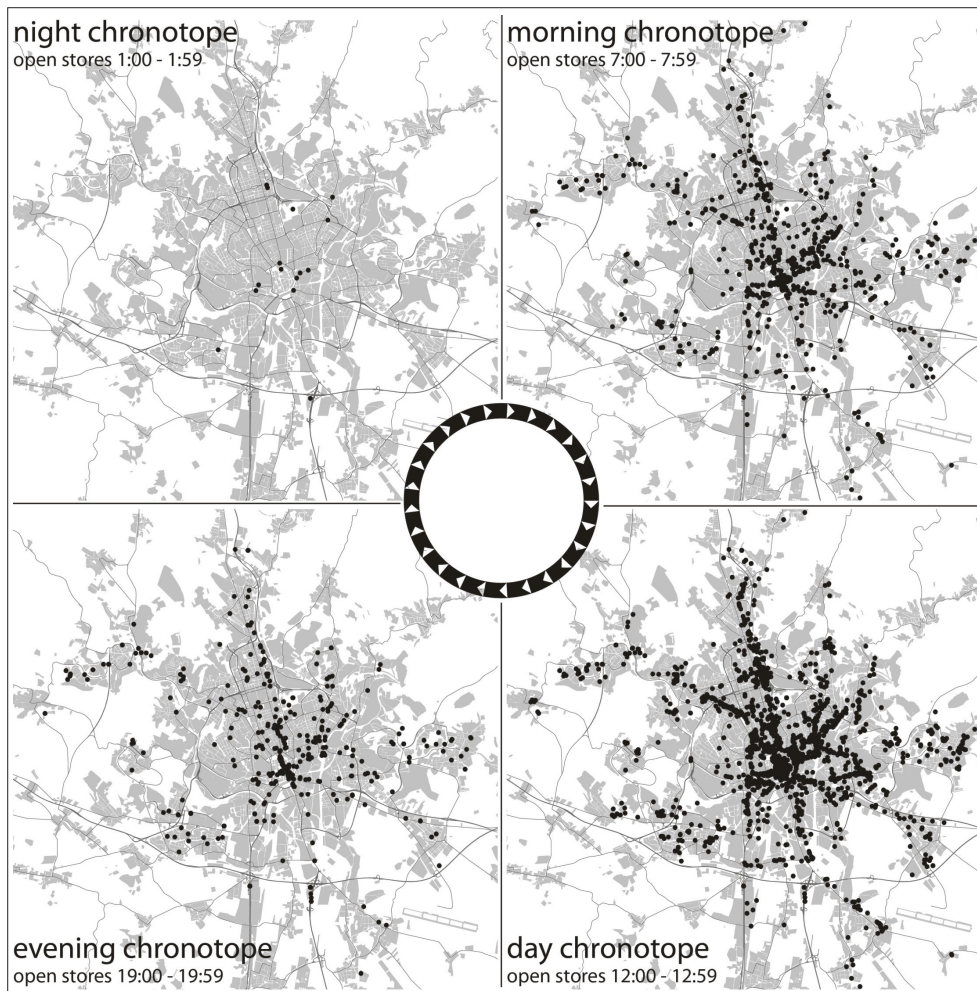 night chronotope
open stores 1:00 - 1:59
morning chronotope
open stores 7:00 - 7:59
evening chronotope
open stores 19:00 - 19:59
day chronotope
open stores 12:00 - 12:59